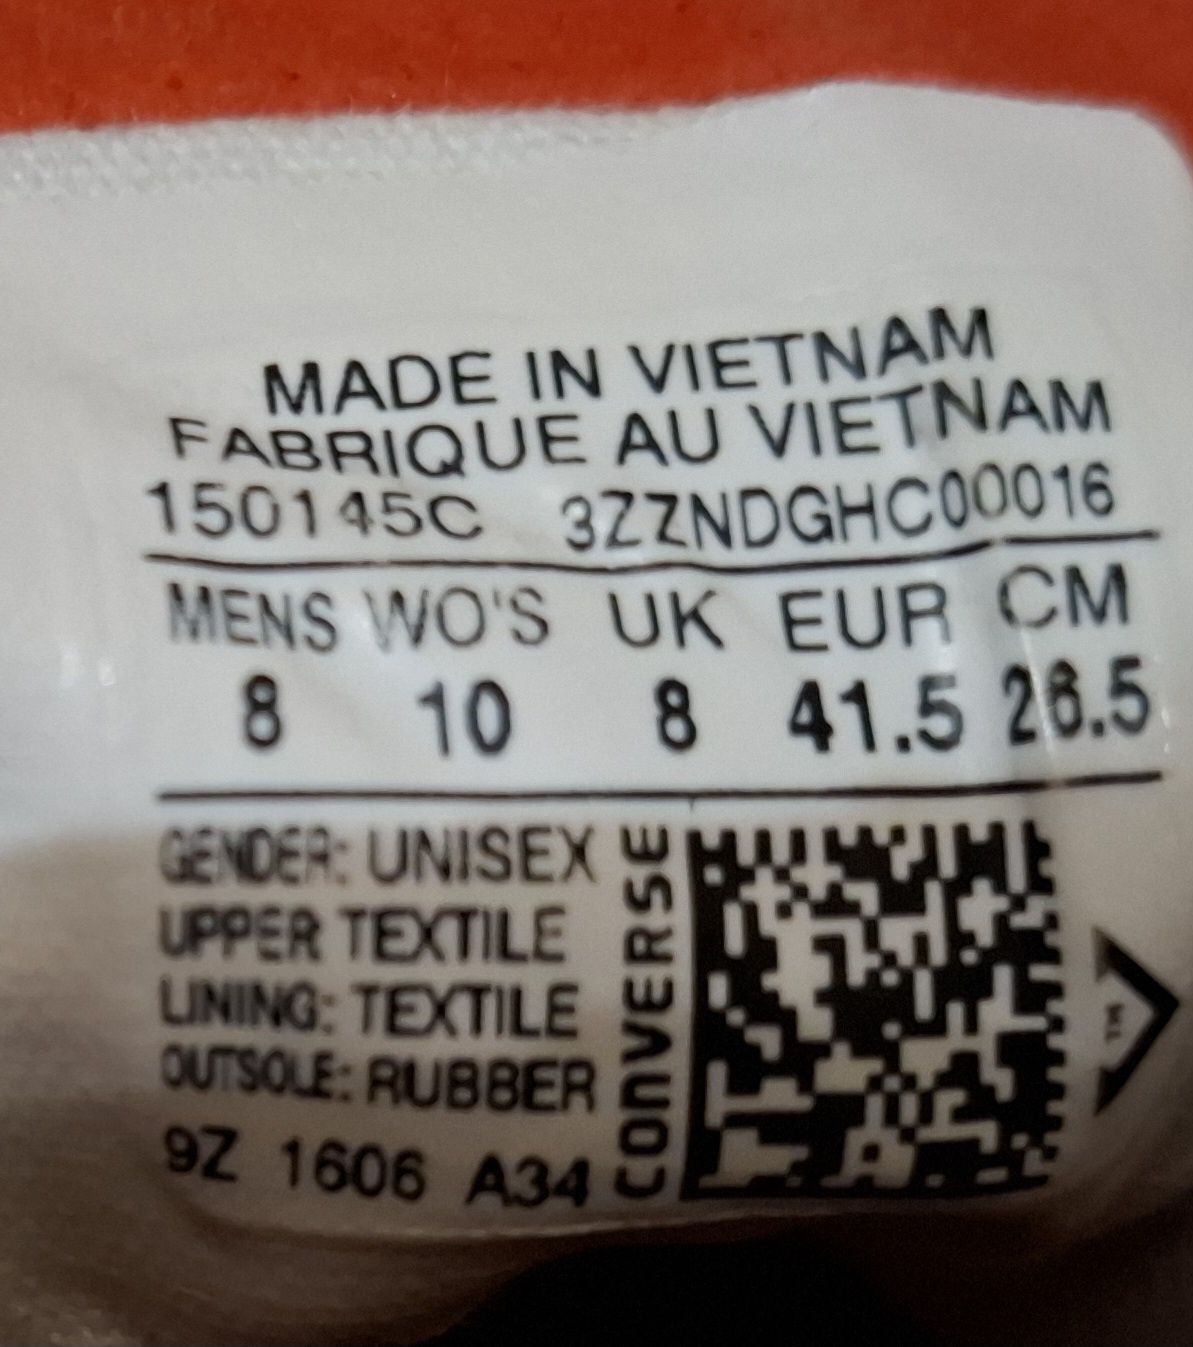 MADE IN VIETNAM
FABRIQUE AU VIETNAM
150145C 3ZZNDGHC00016
MENS WO'S UK EUR CM
8 10 8 41.5 26.5
GENDER: UNISEX
UPPER TEXTILE
LINING: TEXTILE
OUTSOLE: RUBBER
9Z 1606 A34
CONVERSE
TM